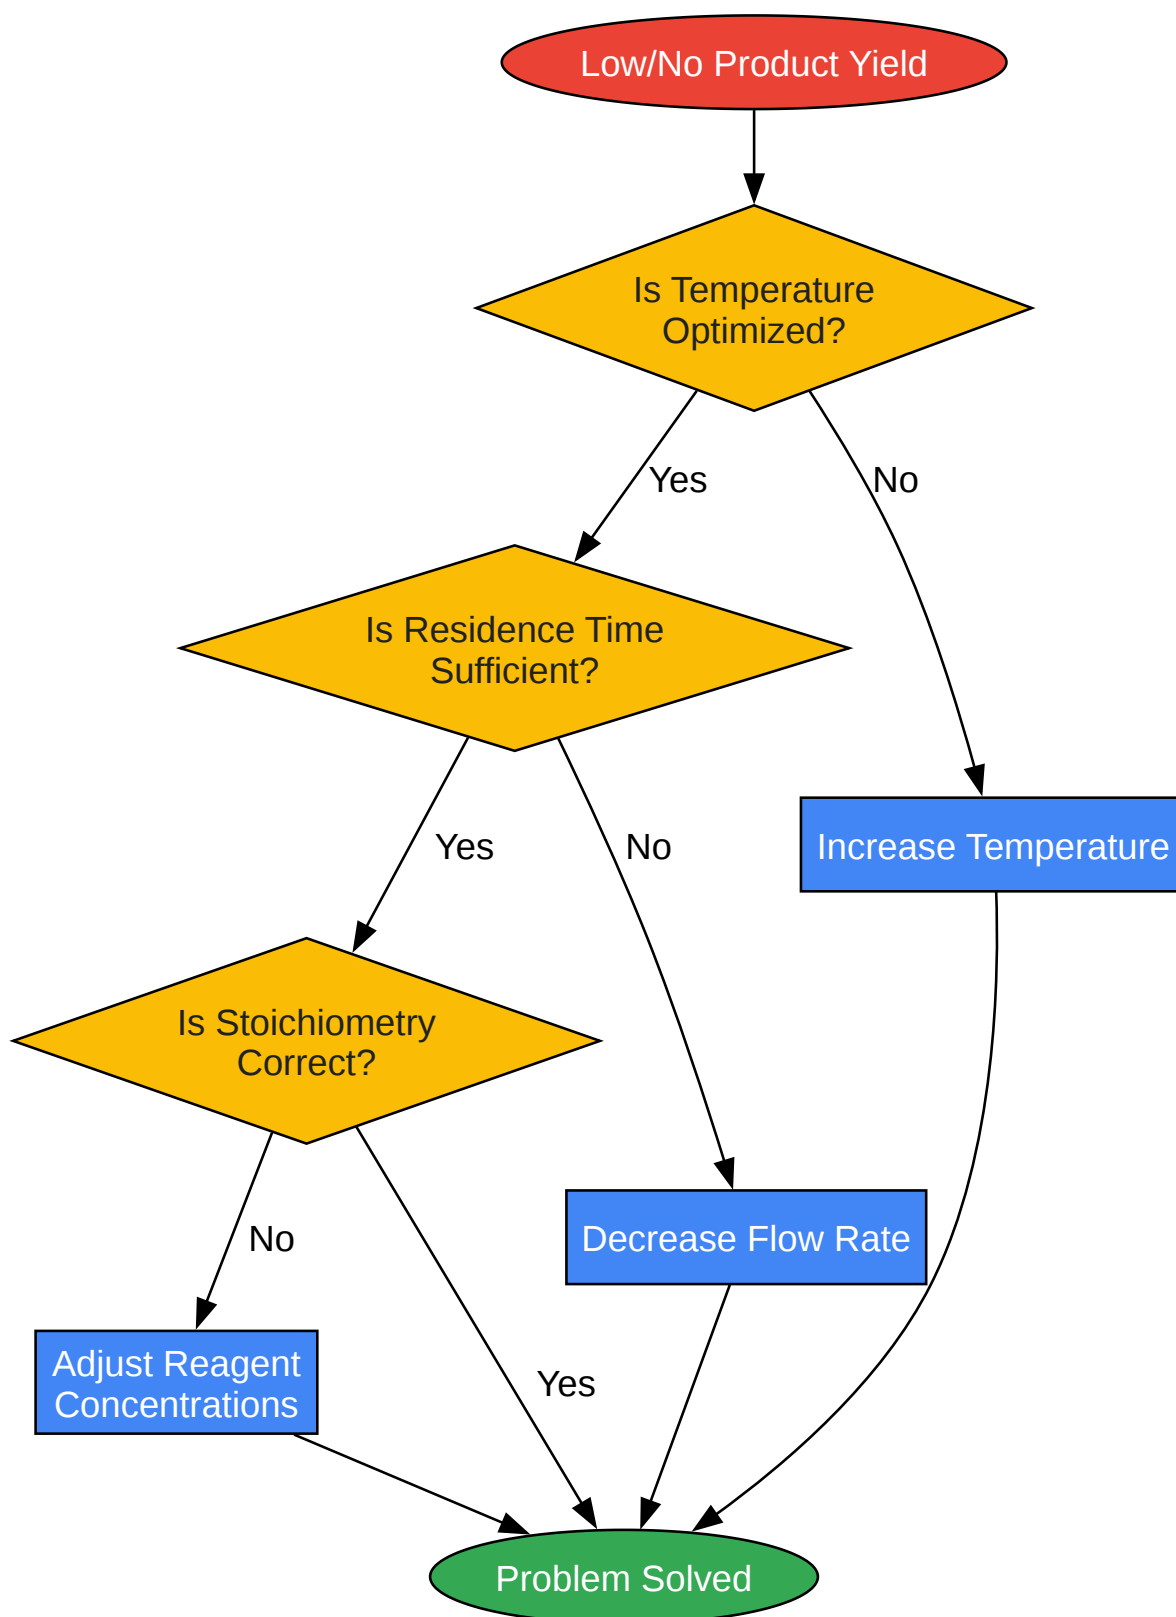 Low/No Product Yield
Is Temperature
Optimized?
Yes
No
Is Residence Time
Sufficient?
Increase Temperature
Yes
No
Is Stoichiometry
Correct?
Decrease Flow Rate
No
Adjust Reagent
Concentrations
Yes
Problem Solved